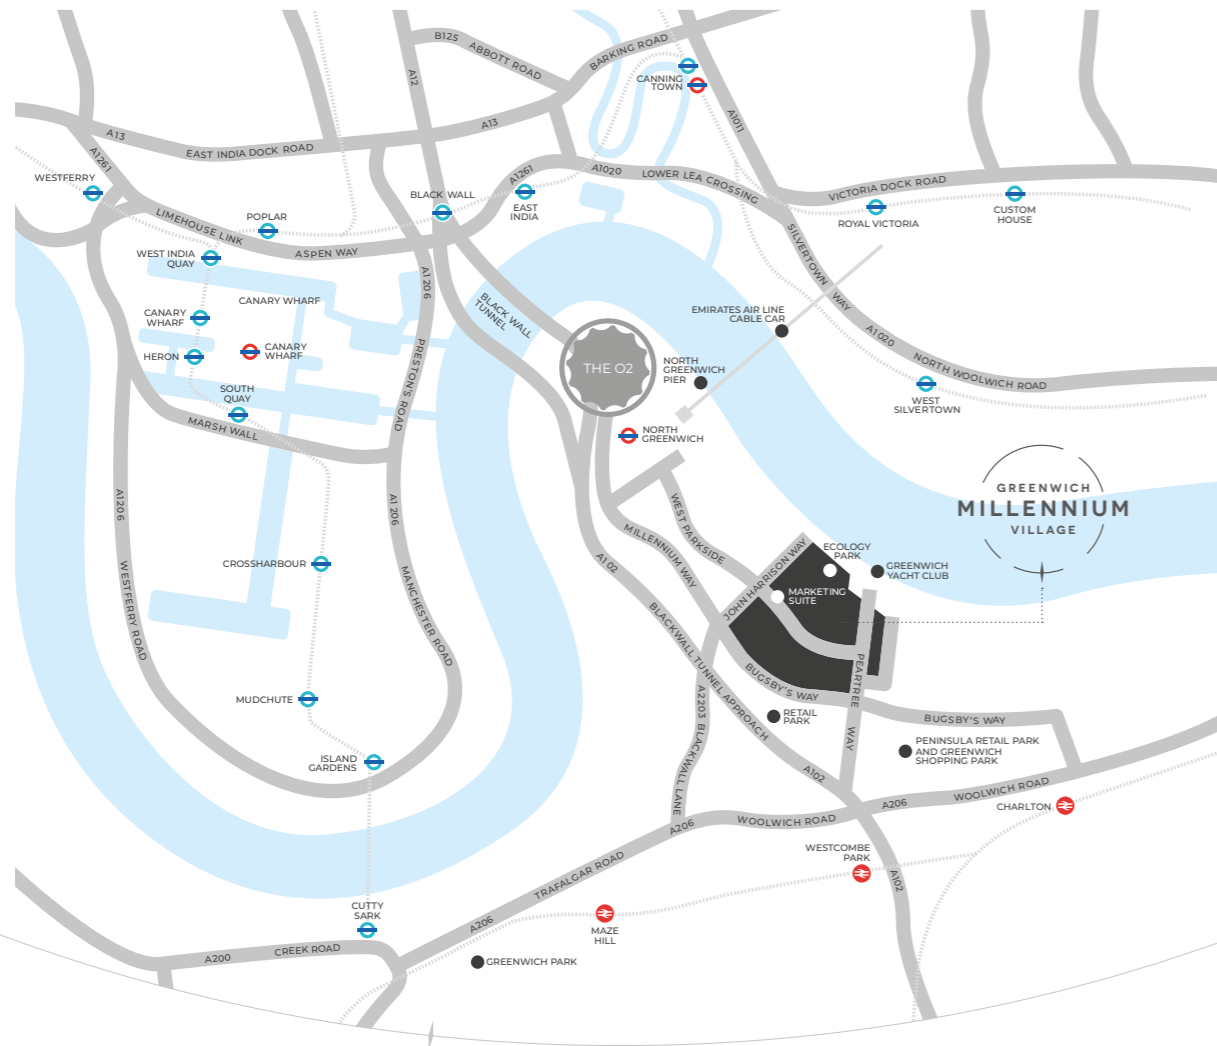 B125
ABBOTT ROAD
BARKING ROAD
A12
CANNING
TOWN
A1011
A13
A13
EAST INDIA DOCK ROAD
A1261
WESTFERRY
A1261
A1020
LOWER LEA CROSSING
VICTORIA DOCK ROAD
BLACK WALL
EAST
INDIA
ROYAL VICTORIA
CUSTOM
HOUSE
LIMEHOUSE LINK
POPLAR
ASPEN WAY
WEST INDIA
QUAY
SILVERTOWN
WAY
A1206
CANARY WHARF
BLACK WALL
TUNNEL
EMIRATES AIR LINE
CABLE CAR
CANARY
WHARF
A1020
NORTH WOOLWICH ROAD
HERON
CANARY
WHARF
PRESTON'S ROAD
THE O2
NORTH
GREENWICH
PIER
SOUTH
QUAY
WEST
SILVERTOWN
MARSH WALL
NORTH
GREENWICH
GREENWICH
MILLENNIUM
VILLAGE
A1206
A1206
WEST PARKSIDE
MILLENNIUM WAY
A102
CROSSHARBOUR
JOHN HARRISON WAY
ECOLOGY
PARK
GREENWICH
YACHT CLUB
MARKETING
SUITE
WESTFERRY ROAD
MANCHESTER ROAD
BLACKWALL TUNNEL APPROACH
BUGSBY'S WAY
PEARTREE
WAY
MUDCHUTE
A2203 BLACKWALL LANE
RETAIL
PARK
BUGSBY'S WAY
PENINSULA RETAIL PARK
AND GREENWICH
SHOPPING PARK
ISLAND
GARDENS
A102
WOOLWICH ROAD
A206
CHARLTON
WOOLWICH ROAD
A206
WESTCOMBE
PARK
TRAFALGAR ROAD
A102
CUTTY
SARK
A206
MAZE
HILL
CREEK ROAD
A200
GREENWICH PARK